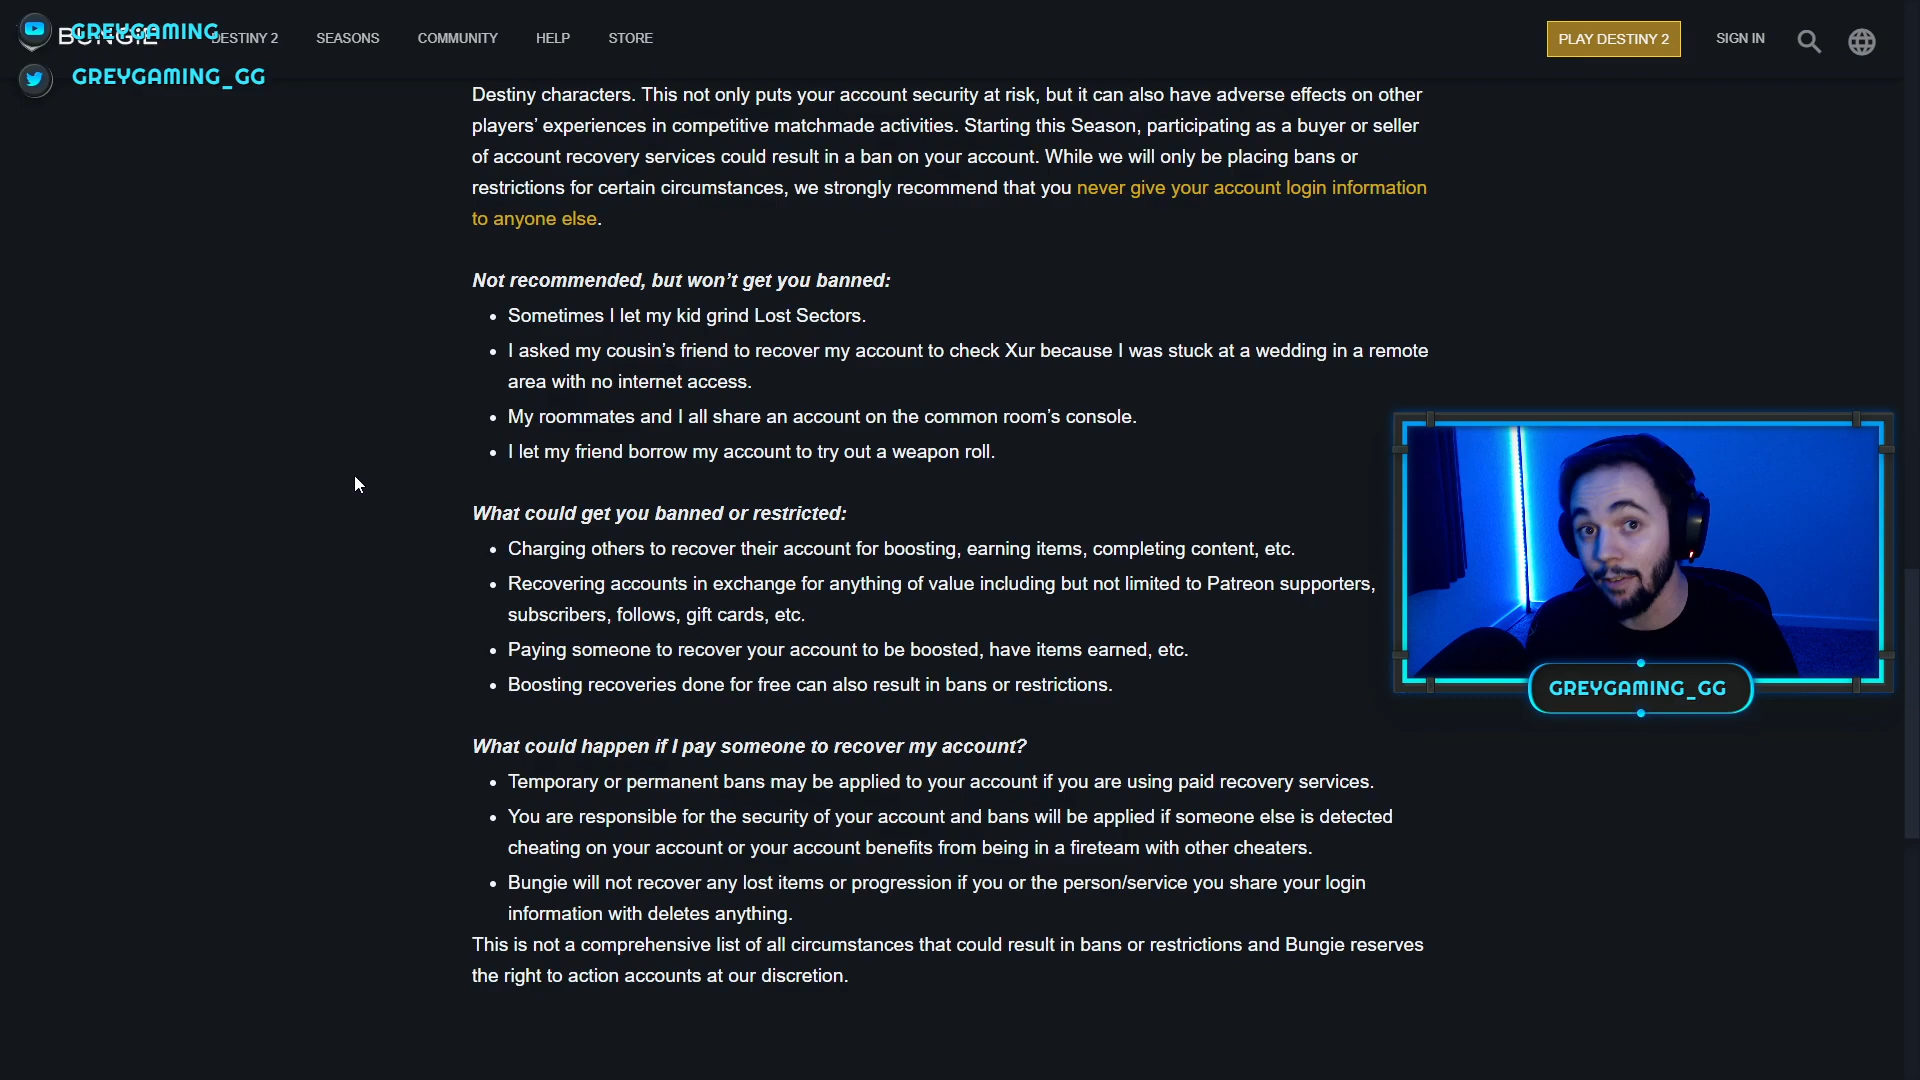 GREYGAMING
BUNGiE
DESTINY 2
SEASONS
COMMUNITY
HELP
STORE
PLAY DESTINY 2
SIGN IN
GREYGAMING_GG
Destiny characters. This not only puts your account security at risk, but it can also have adverse effects on other
players’ experiences in competitive matchmade activities. Starting this Season, participating as a buyer or seller
of account recovery services could result in a ban on your account. While we will only be placing bans or
restrictions for certain circumstances, we strongly recommend that you never give your account login information
to anyone else.
Not recommended, but won’t get you banned:
• Sometimes I let my kid grind Lost Sectors.
• I asked my cousin’s friend to recover my account to check Xur because I was stuck at a wedding in a remote
area with no internet access.
• My roommates and I all share an account on the common room’s console.
• I let my friend borrow my account to try out a weapon roll.
What could get you banned or restricted:
• Charging others to recover their account for boosting, earning items, completing content, etc.
• Recovering accounts in exchange for anything of value including but not limited to Patreon supporters,
subscribers, follows, gift cards, etc.
• Paying someone to recover your account to be boosted, have items earned, etc.
• Boosting recoveries done for free can also result in bans or restrictions.
GREYGAMING_GG
What could happen if I pay someone to recover my account?
• Temporary or permanent bans may be applied to your account if you are using paid recovery services.
• You are responsible for the security of your account and bans will be applied if someone else is detected
cheating on your account or your account benefits from being in a fireteam with other cheaters.
• Bungie will not recover any lost items or progression if you or the person/service you share your login
information with deletes anything.
This is not a comprehensive list of all circumstances that could result in bans or restrictions and Bungie reserves
the right to action accounts at our discretion.